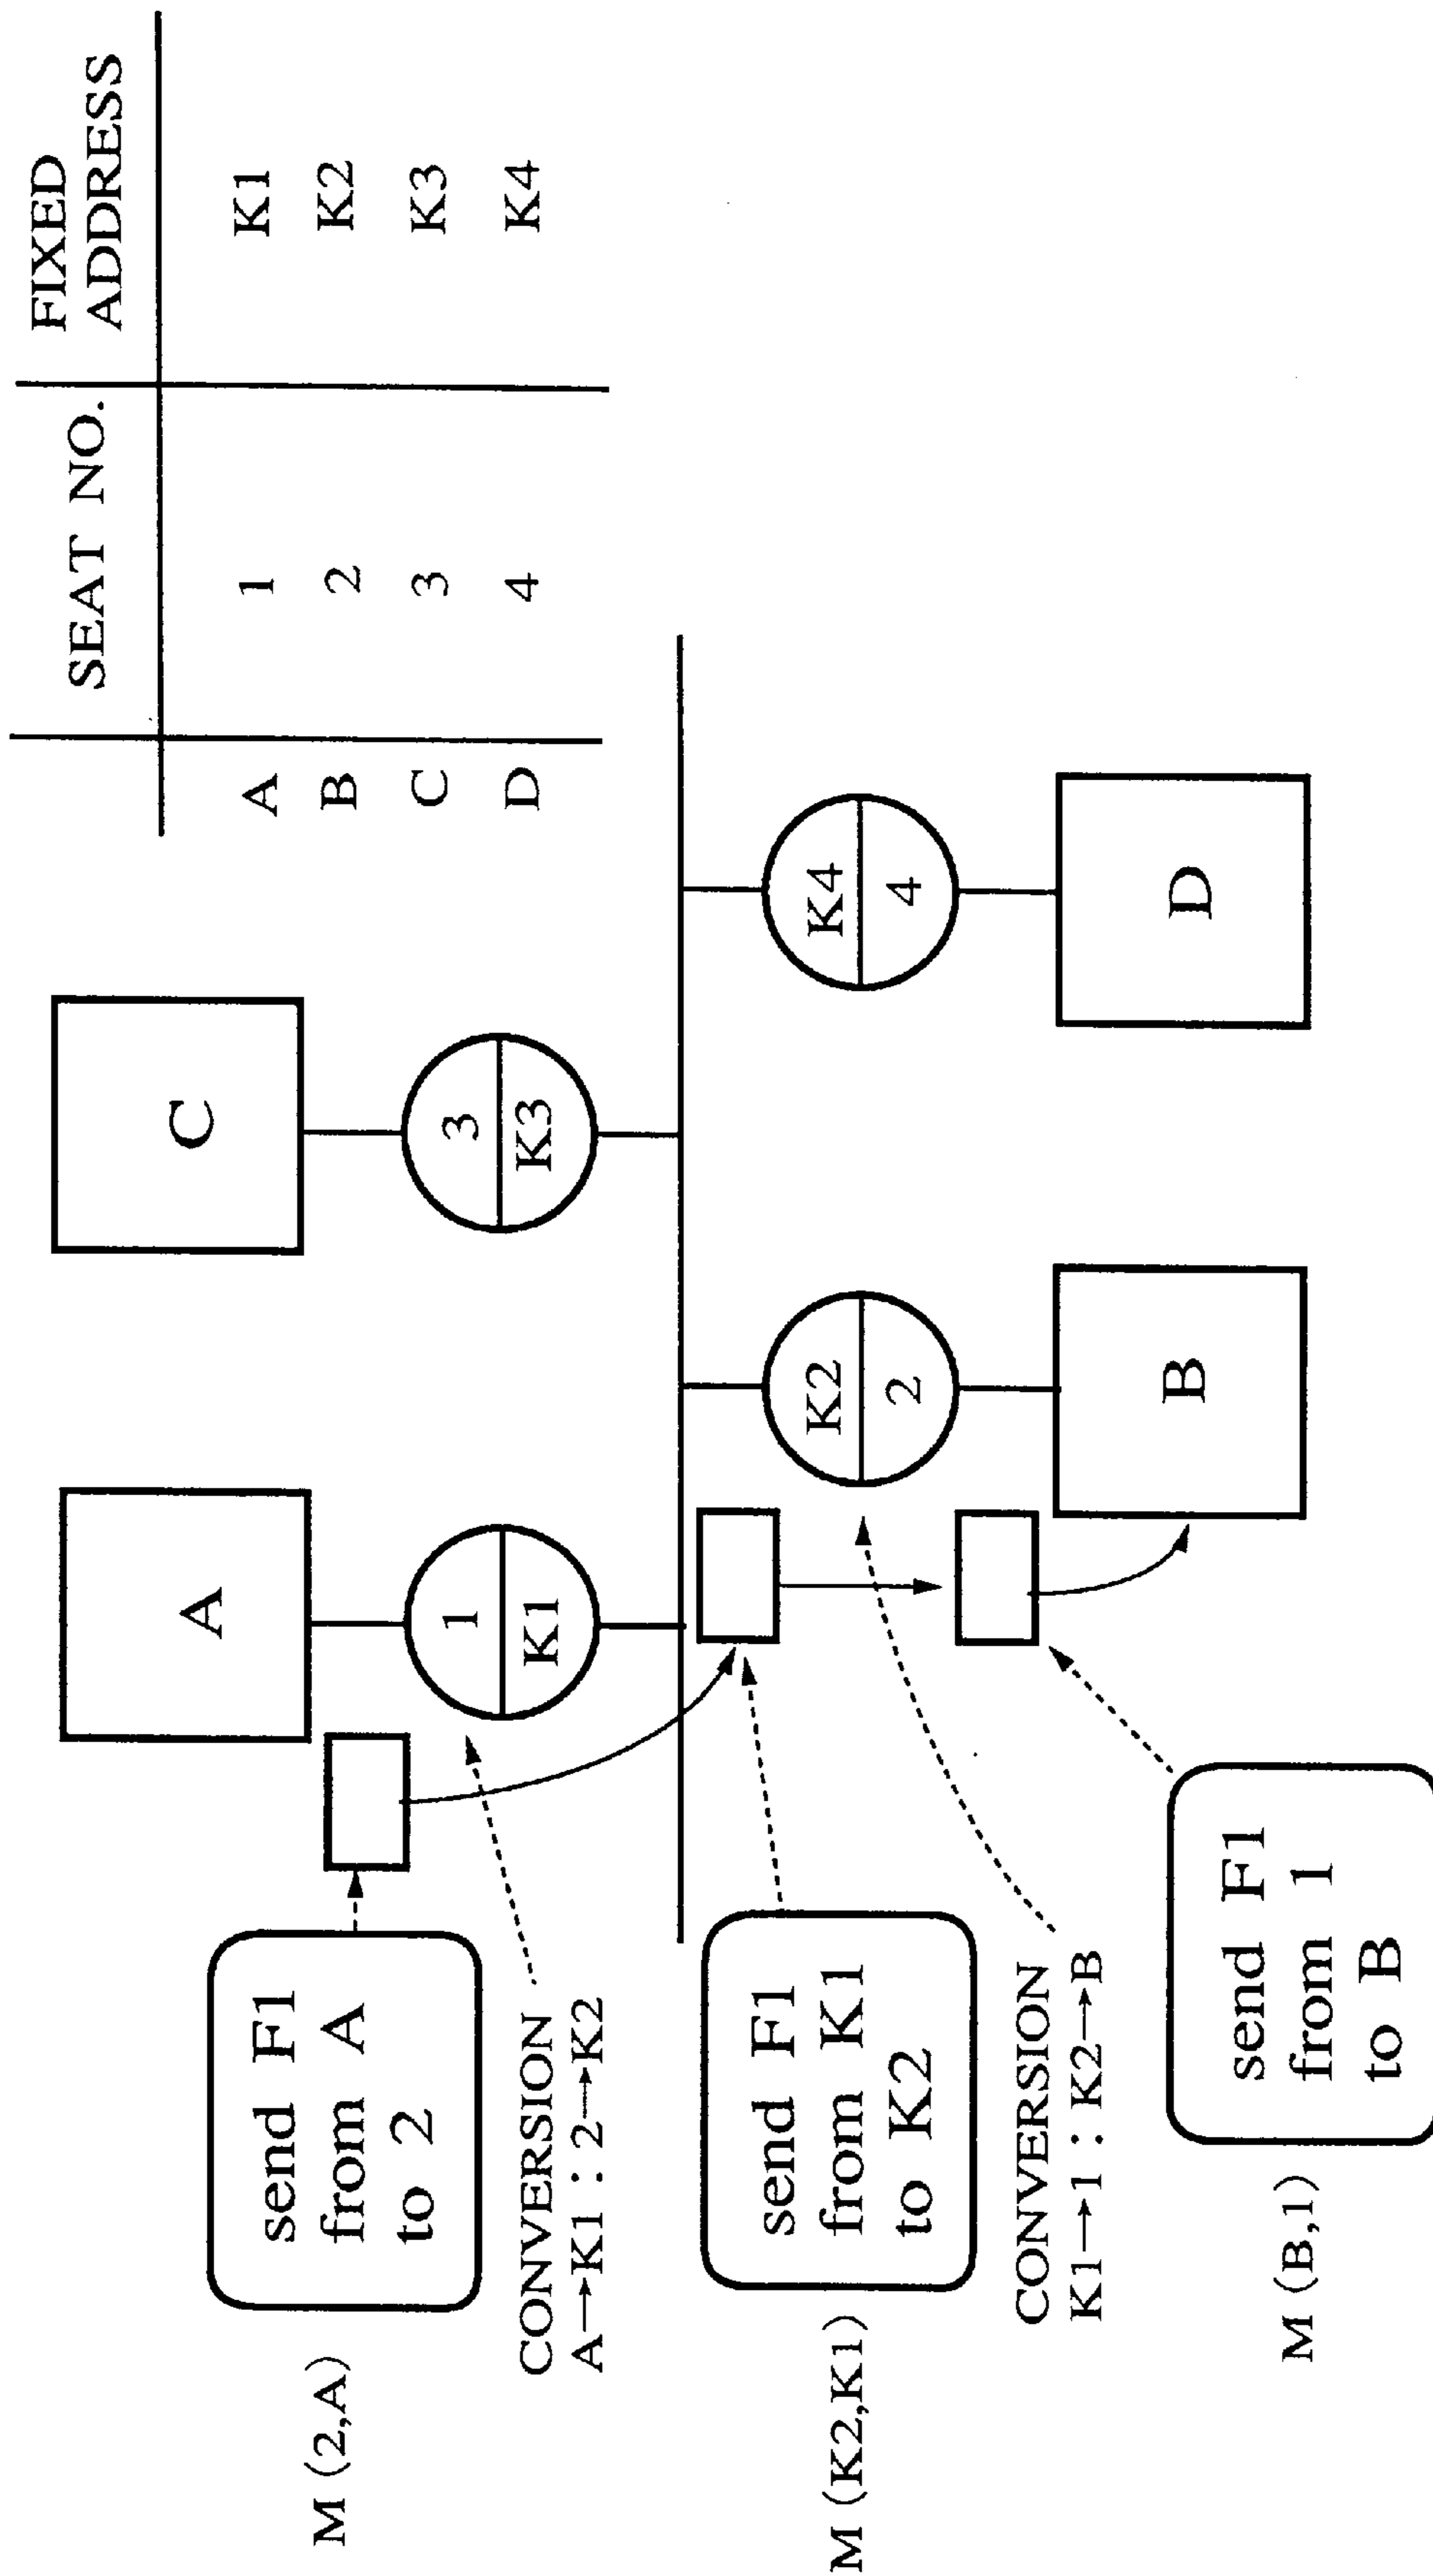 SEAT NO.
FIXED
ADDRESS
A 1 K1
B 2 K2
C 3 K3
D 4 K4
M (2,A)
send F1
from A
to 2
A
C
CONVERSION
A→K1 : 2→K2
1
K1
3
K3
M (K2,K1)
send F1
from K1
to K2
K2
2
K4
4
CONVERSION
K1→1 : K2→B
M (B,1)
send F1
from 1
to B
B
D